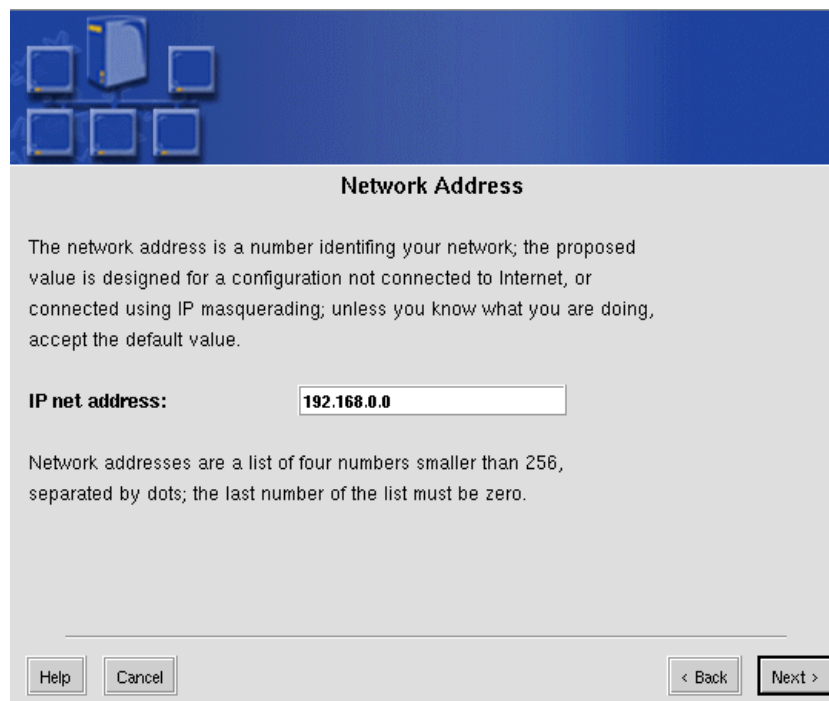 Network Address
The network address is a number identifing your network; the proposed
value is designed for a configuration not connected to Internet, or
connected using IP masquerading; unless you know what you are doing,
accept the default value.
IP net address: 192.168.0.0
Network addresses are a list of four numbers smaller than 256,
separated by dots; the last number of the list must be zero.
Help Cancel < Back Next >